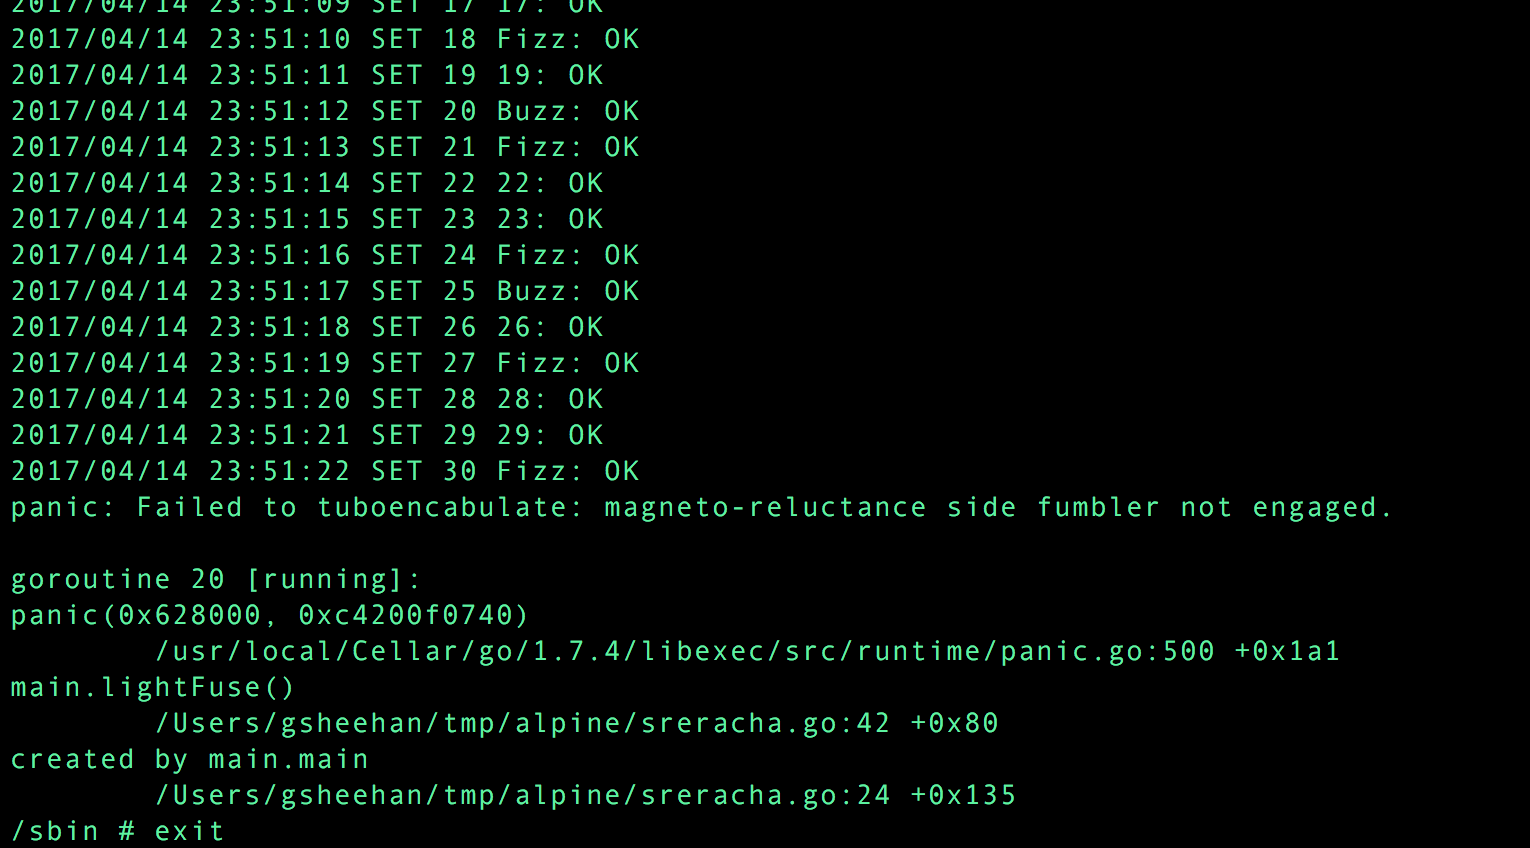 2017/04/14 23:51:09 SET 17 17: OK
2017/04/14 23:51:10 SET 18 Fizz: OK
2017/04/14 23:51:11 SET 19 19: OK
2017/04/14 23:51:12 SET 20 Buzz: OK
2017/04/14 23:51:13 SET 21 Fizz: OK
2017/04/14 23:51:14 SET 22 22: OK
2017/04/14 23:51:15 SET 23 23: OK
2017/04/14 23:51:16 SET 24 Fizz: OK
2017/04/14 23:51:17 SET 25 Buzz: OK
2017/04/14 23:51:18 SET 26 26: OK
2017/04/14 23:51:19 SET 27 Fizz: OK
2017/04/14 23:51:20 SET 28 28: OK
2017/04/14 23:51:21 SET 29 29: OK
2017/04/14 23:51:22 SET 30 Fizz: OK
panic: Failed to tuboencabulate: magneto-reluctance side fumbler not engaged.
goroutine 20 [running]:
panic(0x628000, 0xc4200f0740)
/usr/local/Cellar/go/1.7.4/libexec/src/runtime/panic.go:500 +0x1a1
main.lightFuse()
/Users/gsheehan/tmp/alpine/sreracha.go:42 +0x80
created by main.main
/Users/gsheehan/tmp/alpine/sreracha.go:24 +0x135
/sbin # exit